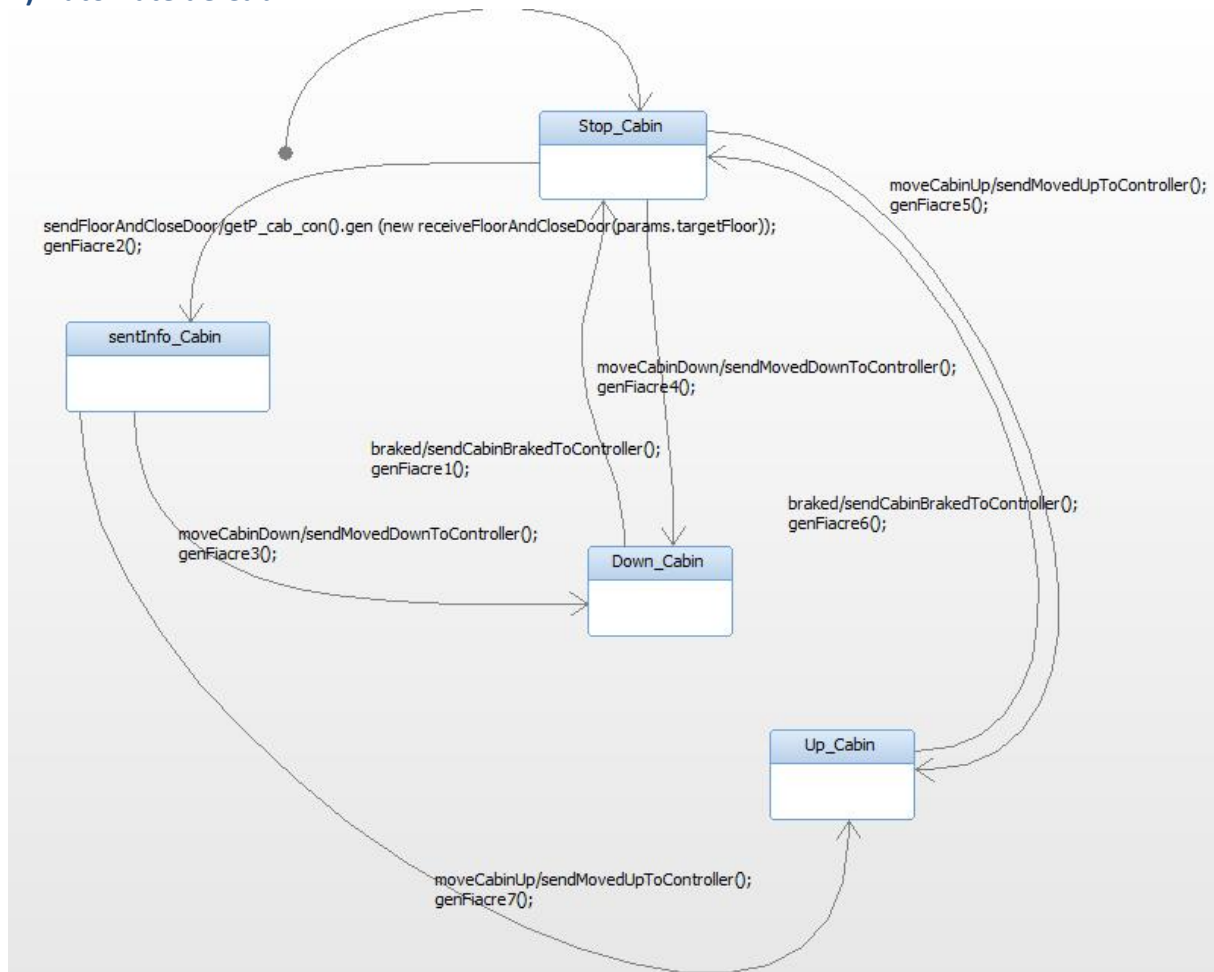 Stop_Cabin
moveCabinUp/sendMovedUpToController();
genFiacre5();
sendFloorAndCloseDoor/getP_cab_con().gen (new receiveFloorAndCloseDoor(params.targetFloor));
genFiacre2();
sentInfo_Cabin
moveCabinDown/sendMovedDownToController();
genFiacre4();
braked/sendCabinBrakedToController();
genFiacre1();
braked/sendCabinBrakedToController();
genFiacre6();
moveCabinDown/sendMovedDownToController();
genFiacre3();
Down_Cabin
Up_Cabin
moveCabinUp/sendMovedUpToController();
genFiacre7();